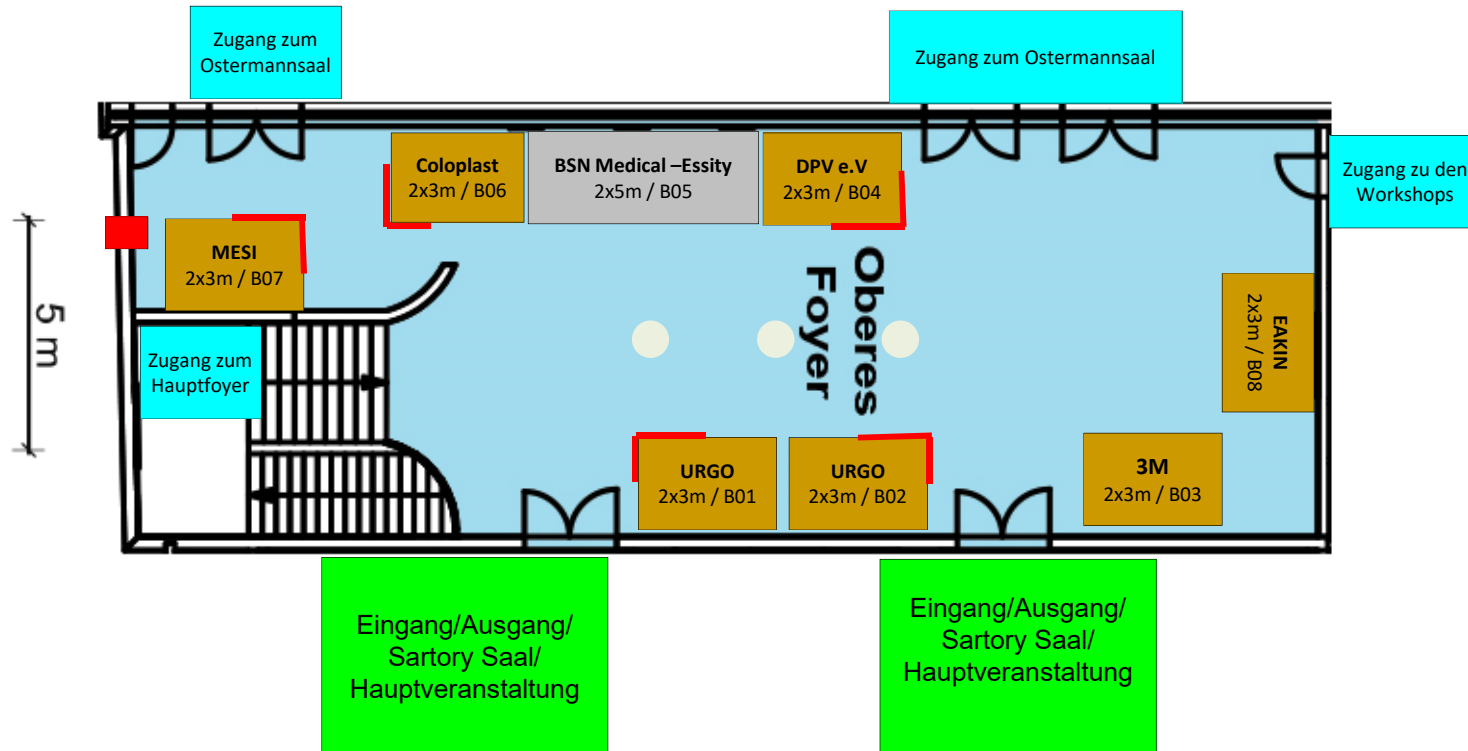 Zugang zum
Ostermannsaal
Zugang zum Ostermannsaal
Coloplast
2x3m / B06
BSN Medical –Essity
2x5m / B05
DPV e.V
2x3m / B04
Zugang zu den
Workshops
MESI
2x3m / B07
5 m
Oberes
Foyer
EAKIN
2x3m / B08
Zugang zum
Hauptfoyer
URGO
2x3m / B01
URGO
2x3m / B02
3M
2x3m / B03
Eingang/Ausgang/
Sartory Saal/
Hauptveranstaltung
Eingang/Ausgang/
Sartory Saal/
Hauptveranstaltung